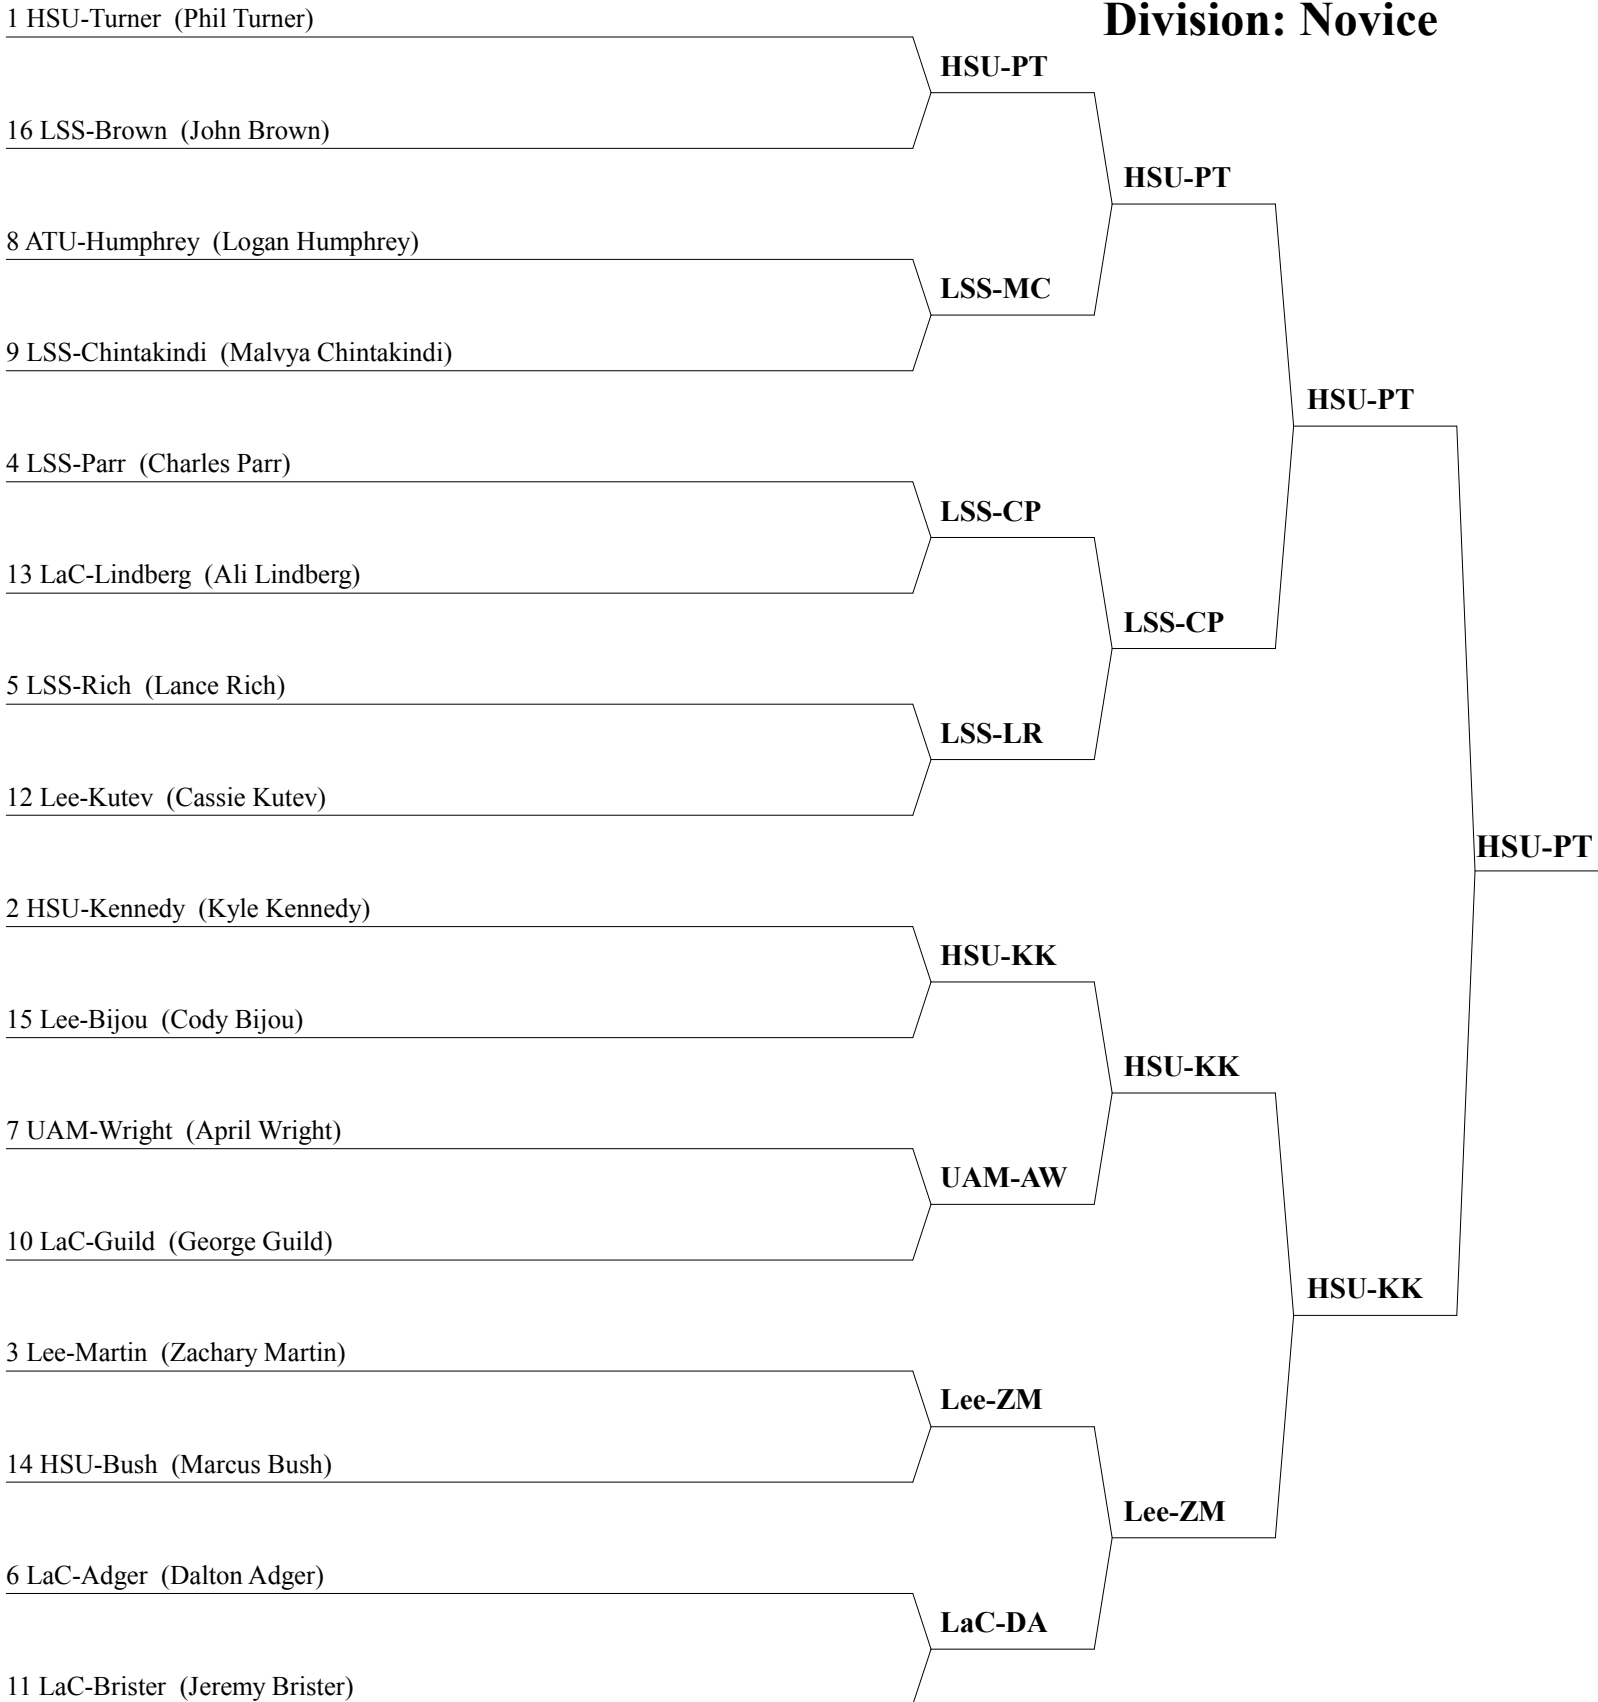 Division: Novice
1 HSU-Turner (Phil Turner)
HSU-PT
16 LSS-Brown (John Brown)
HSU-PT
8 ATU-Humphrey (Logan Humphrey)
LSS-MC
9 LSS-Chintakindi (Malvya Chintakindi)
HSU-PT
4 LSS-Parr (Charles Parr)
LSS-CP
13 LaC-Lindberg (Ali Lindberg)
LSS-CP
5 LSS-Rich (Lance Rich)
LSS-LR
12 Lee-Kutev (Cassie Kutev)
HSU-PT
2 HSU-Kennedy (Kyle Kennedy)
HSU-KK
15 Lee-Bijou (Cody Bijou)
HSU-KK
7 UAM-Wright (April Wright)
UAM-AW
10 LaC-Guild (George Guild)
HSU-KK
3 Lee-Martin (Zachary Martin)
Lee-ZM
14 HSU-Bush (Marcus Bush)
Lee-ZM
6 LaC-Adger (Dalton Adger)
LaC-DA
11 LaC-Brister (Jeremy Brister)